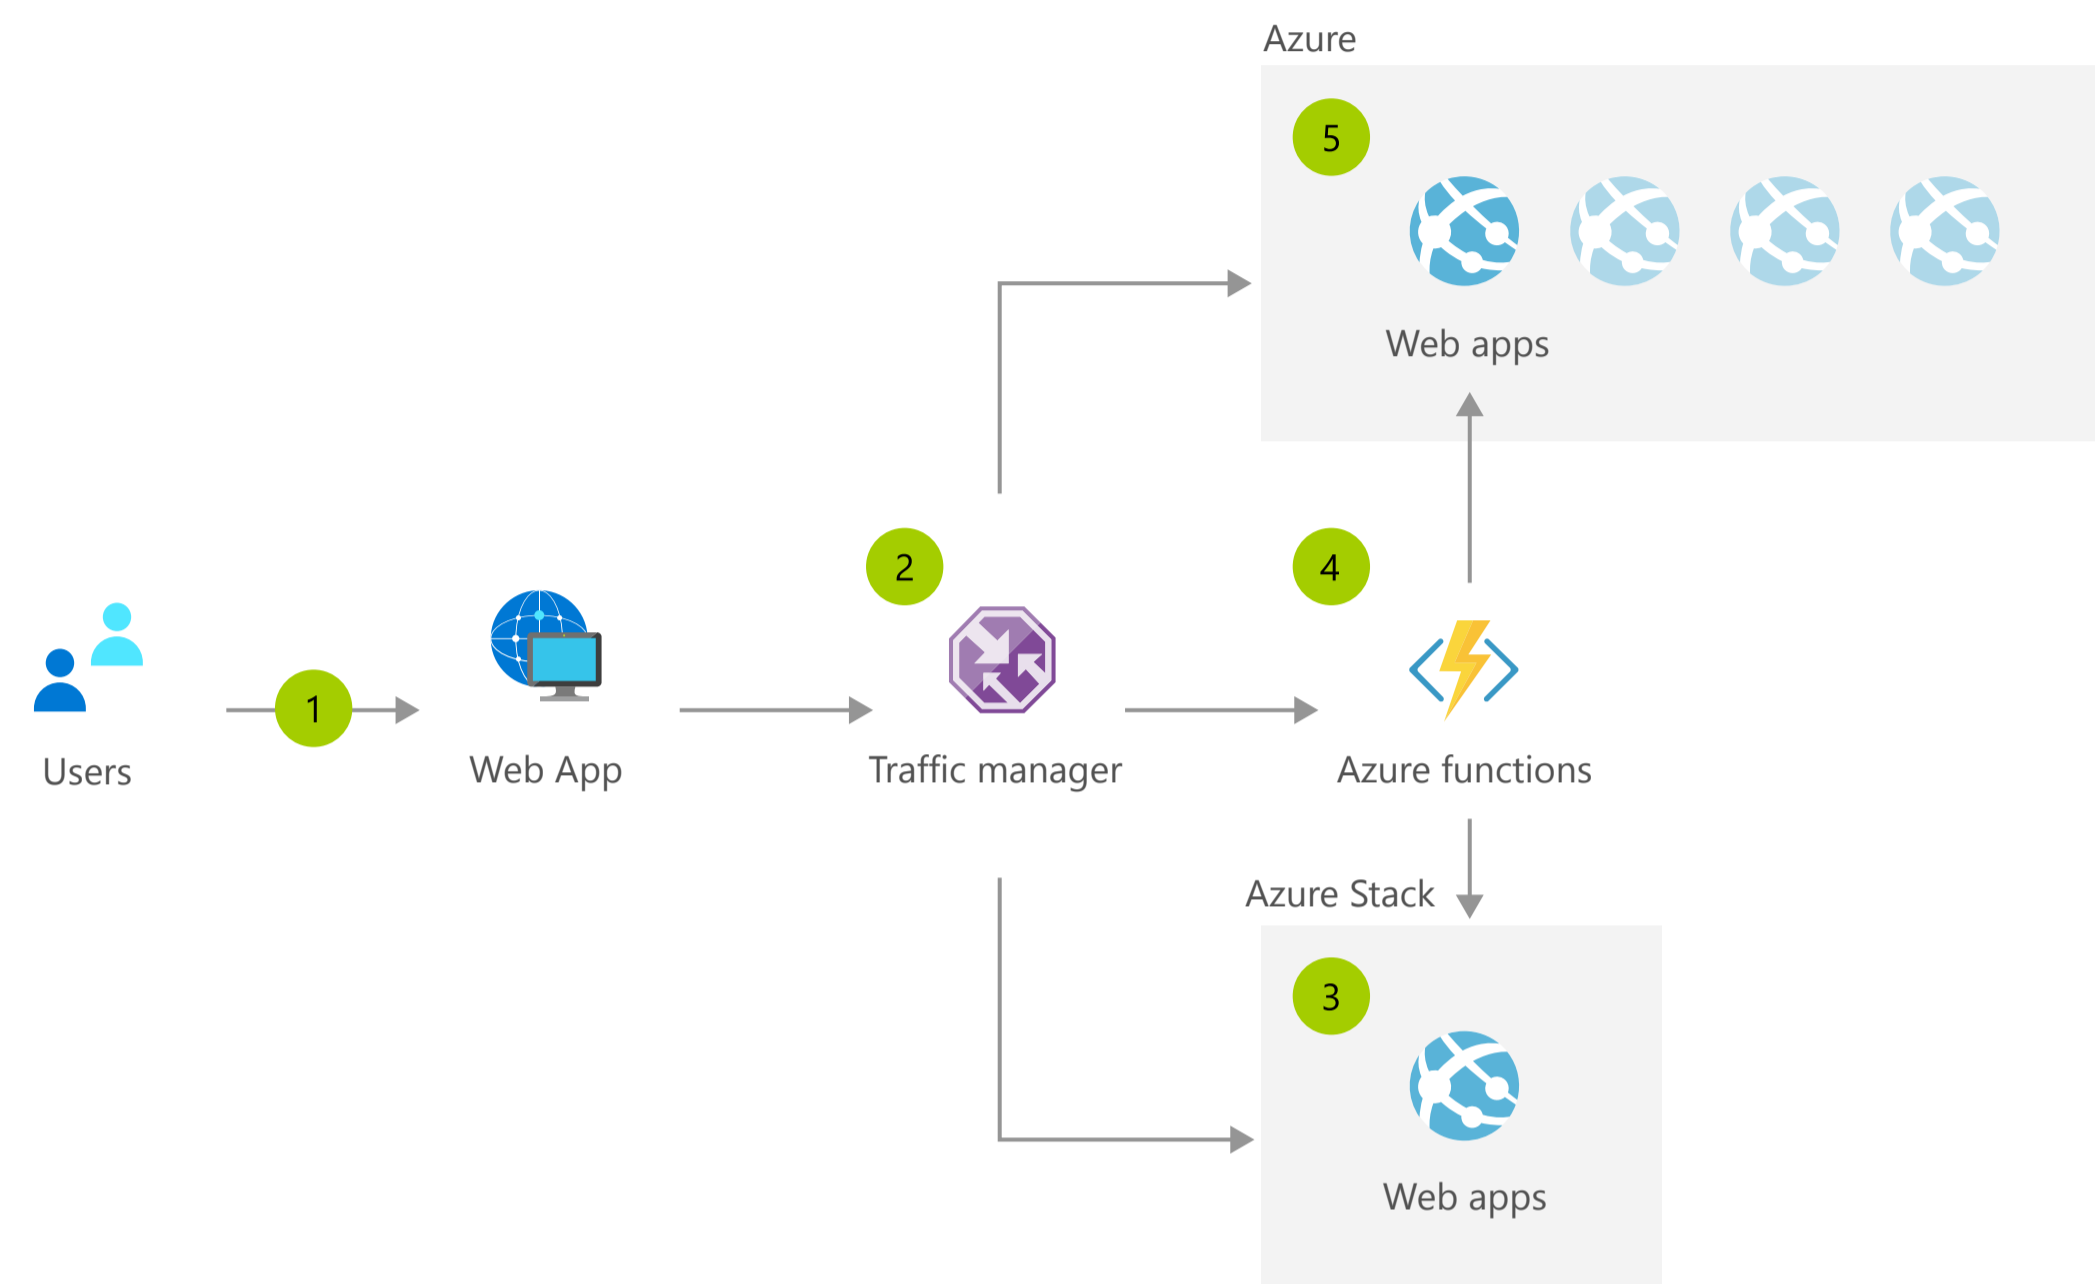 Azure
5
Web apps
2
4
1
Users
Web App
Traffic manager
Azure functions
Azure Stack
3
Web apps